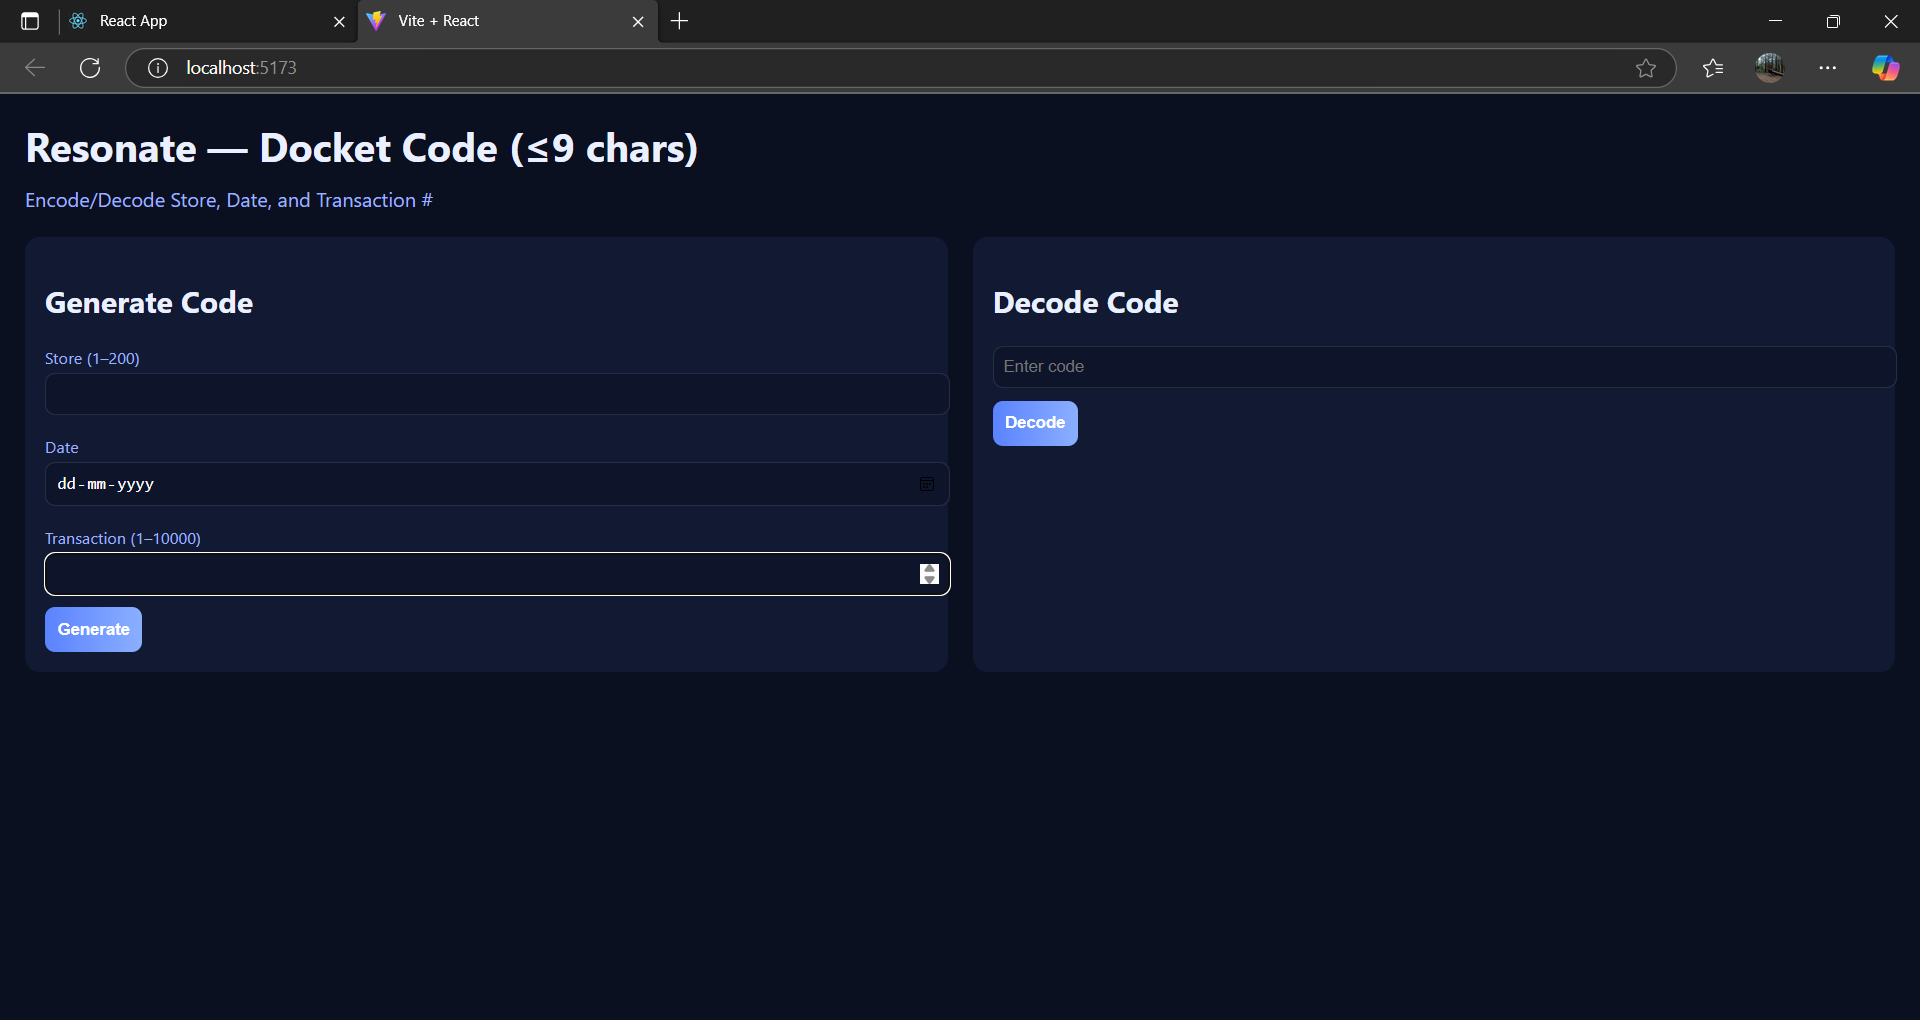 React App
Vite + React
localhost:5173
Resonate — Docket Code (≤9 chars)
Encode/Decode Store, Date, and Transaction #
Generate Code
Store (1–200)
Date
dd-mm-yyyy
Transaction (1–10000)
Generate
Decode Code
Enter code
Decode